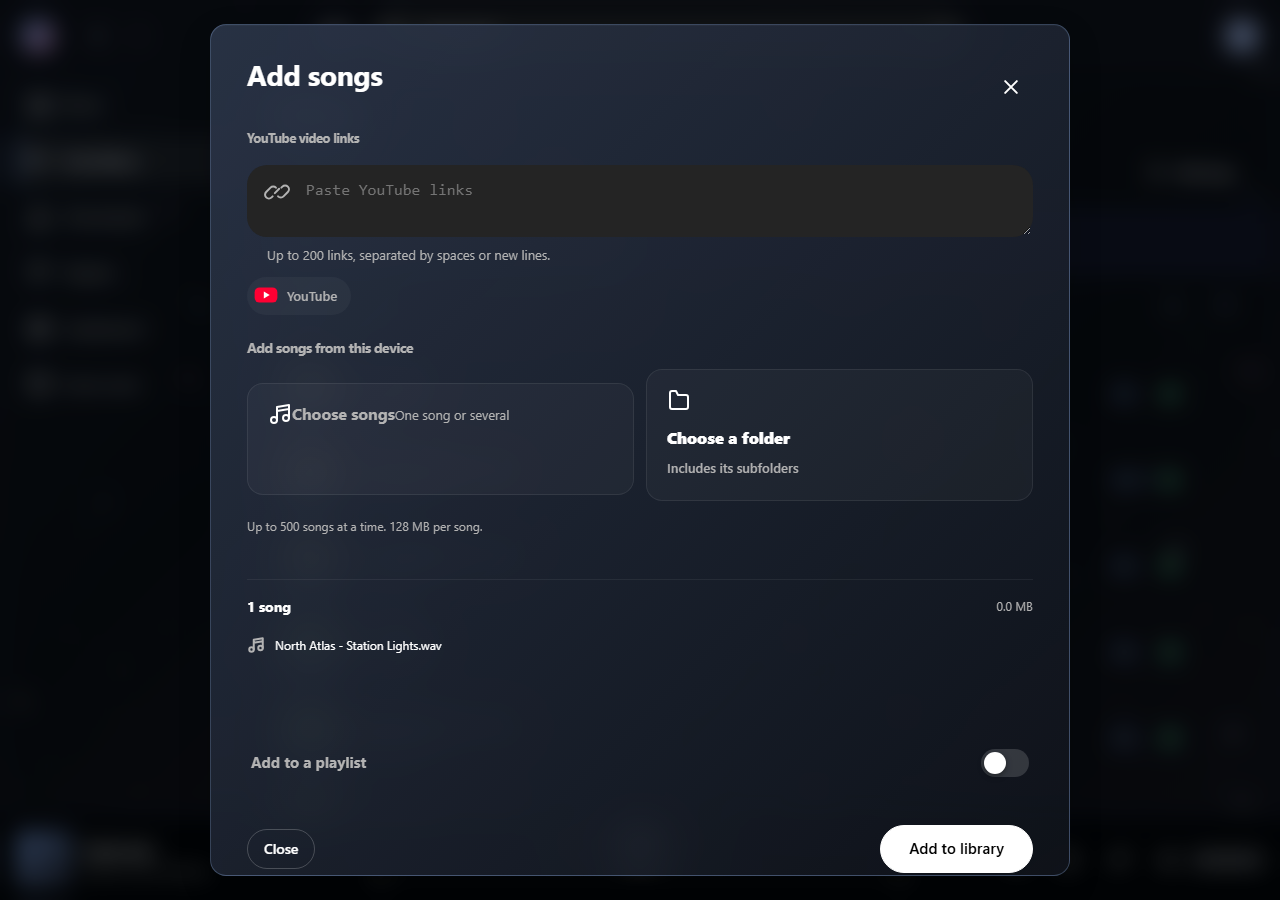 Add songs
YouTube video links
Paste YouTube links
Up to 200 links, separated by spaces or new lines.
YouTube
Add songs from this device
Choose songsOne song or several
Choose a folder
Includes its subfolders
Up to 500 songs at a time. 128 MB per song.
1 song
0.0 MB
North Atlas - Station Lights.wav
Add to a playlist
Close
Add to library